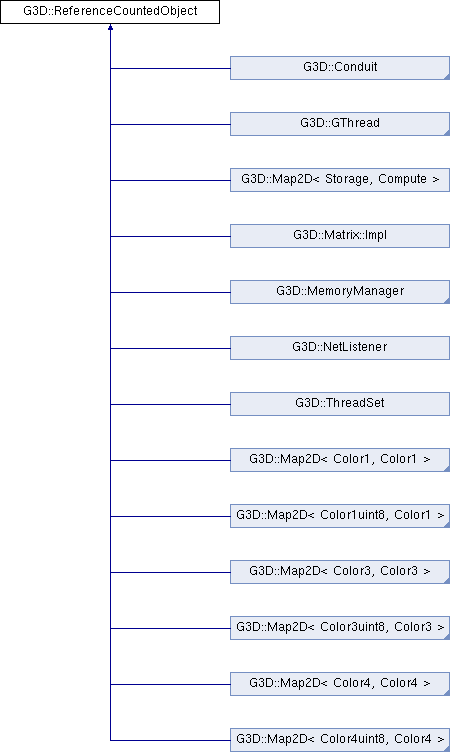 G3D::ReferenceCountedObject
G3D::Conduit
G3D::GThread
G3D::Map2D< Storage, Compute >
G3D::Matrix::Impl
G3D::MemoryManager
G3D::NetListener
G3D::ThreadSet
G3D::Map2D< Color1, Color1 >
G3D::Map2D< Color1uint8, Color1 >
G3D::Map2D< Color3, Color3 >
G3D::Map2D< Color3uint8, Color3 >
G3D::Map2D< Color4, Color4 >
G3D::Map2D< Color4uint8, Color4 >